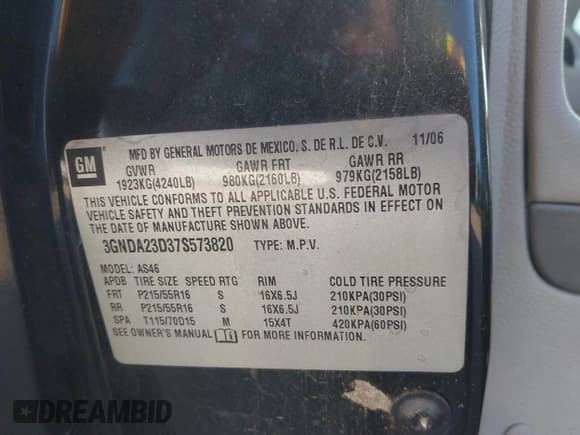 GM
MFD BY GENERAL MOTORS DE MEXICO. S. DE R.L. DE C.V. 11/06
GVWR GAWR FRT GAWR RR
1923KG(4240LB) 980KG(2160LB) 979KG(2158LB)
THIS VEHICLE CONFORMS TO ALL APPLICABLE U.S. FEDERAL MOTOR
VEHICLE SAFETY AND THEFT PREVENTION STANDARDS IN EFFECT ON
THE DATE OF MANUFACTURE SHOWN ABOVE.
3GNDA23D37S573820 TYPE: M.P.V.
MODEL: AS46
APDB TIRE SIZE SPEED RTG RIM COLD TIRE PRESSURE
FRT P215/55R16 S 16X6.5J 210KPA(30PSI)
RR P215/55R16 S 16X6.5J 210KPA(30PSI)
SPA T115/70D15 M 15X4T 420KPA(60PSI)
SEE OWNER'S MANUAL FOR MORE INFORMATION.
DREAMBID